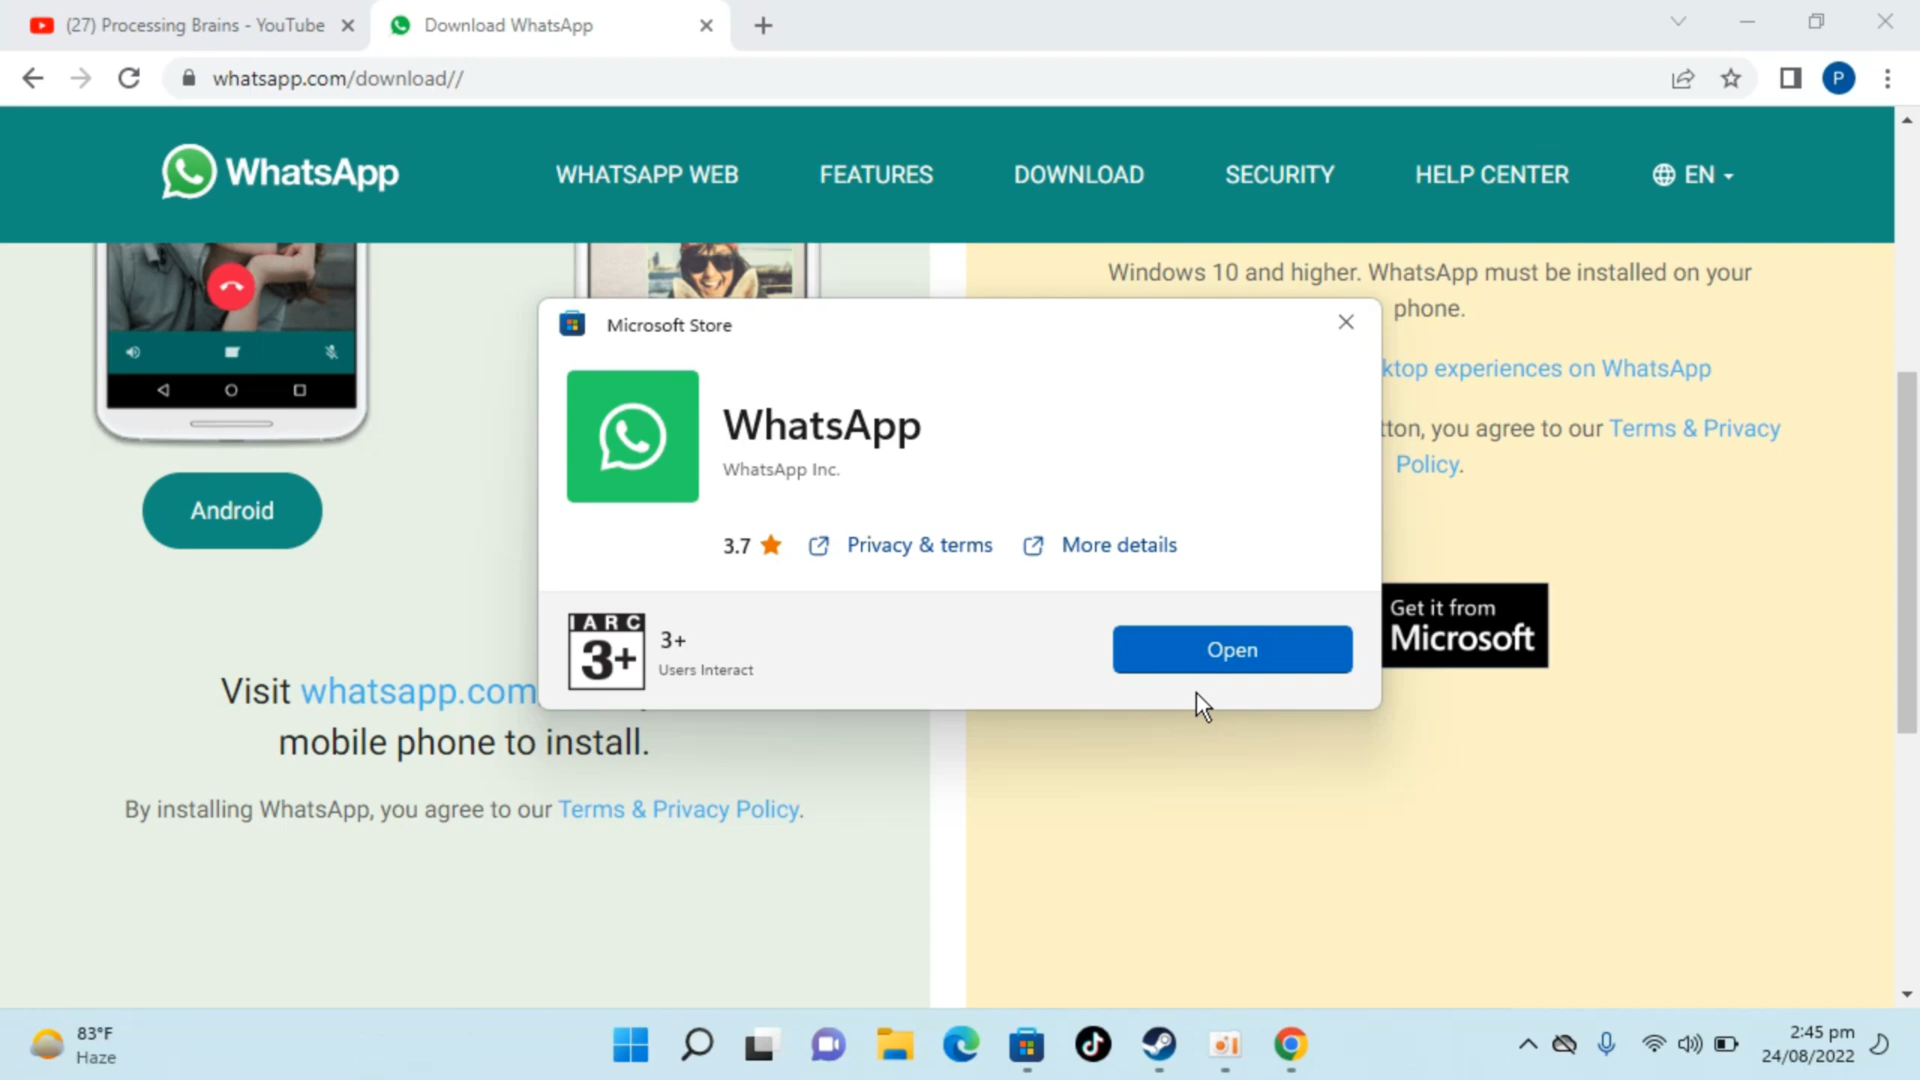 (27) Processing Brains - YouTube
Download WhatsApp
whatsapp.com/download//
P
WhatsApp
WHATSAPP WEB
FEATURES
DOWNLOAD
SECURITY
HELP CENTER
EN
Windows 10 and higher. WhatsApp must be installed on your
phone.
Microsoft Store
ktop experiences on WhatsApp
WhatsApp
WhatsApp Inc.
tton, you agree to our Terms & Privacy
Policy.
Android
3.7
Privacy & terms
More details
IARC
3+
3+
Users Interact
Open
Get it from
Microsoft
Visit whatsapp.com
mobile phone to install.
By installing WhatsApp, you agree to our Terms & Privacy Policy.
83°F
Haze
2:45 pm
24/08/2022